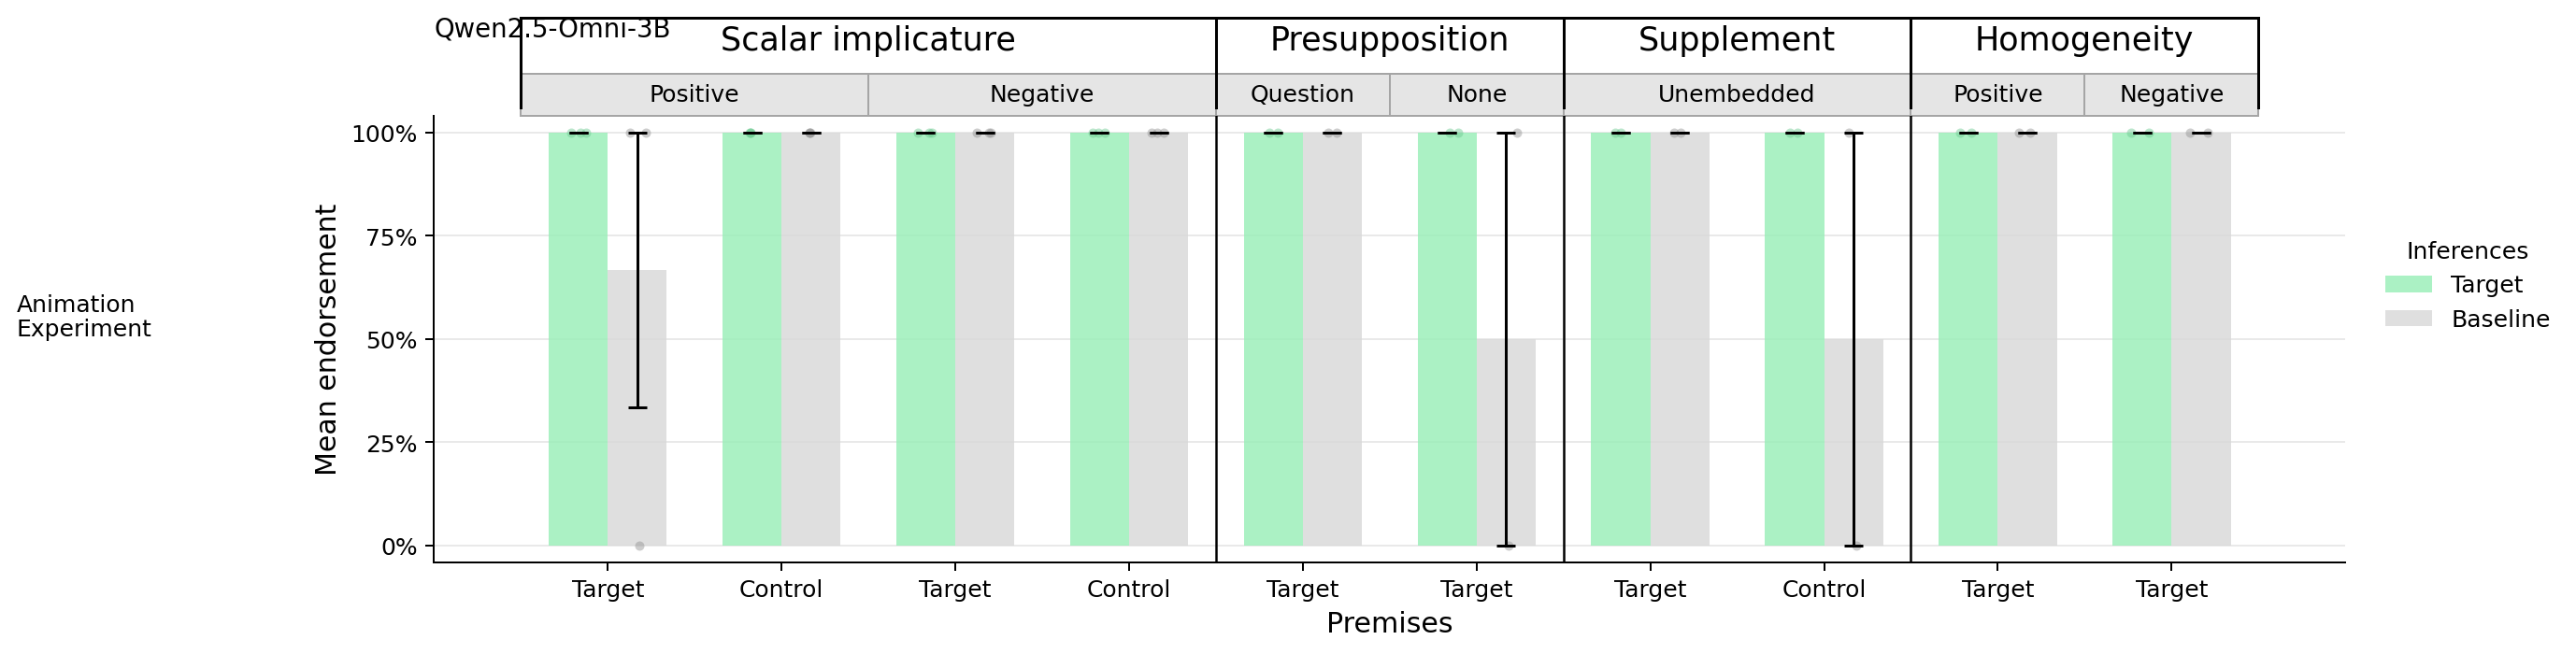 Qwen2.5-Omni-3B
Scalar implicature Presupposition Supplement Homogeneity
Positive Negative Question None Unembedded Positive Negative
100%
75%
50%
25%
0%
Mean endorsement
Animation
Experiment
Inferences
Target
Baseline
Target Control Target Control Target Target Target Control Target Target
Premises